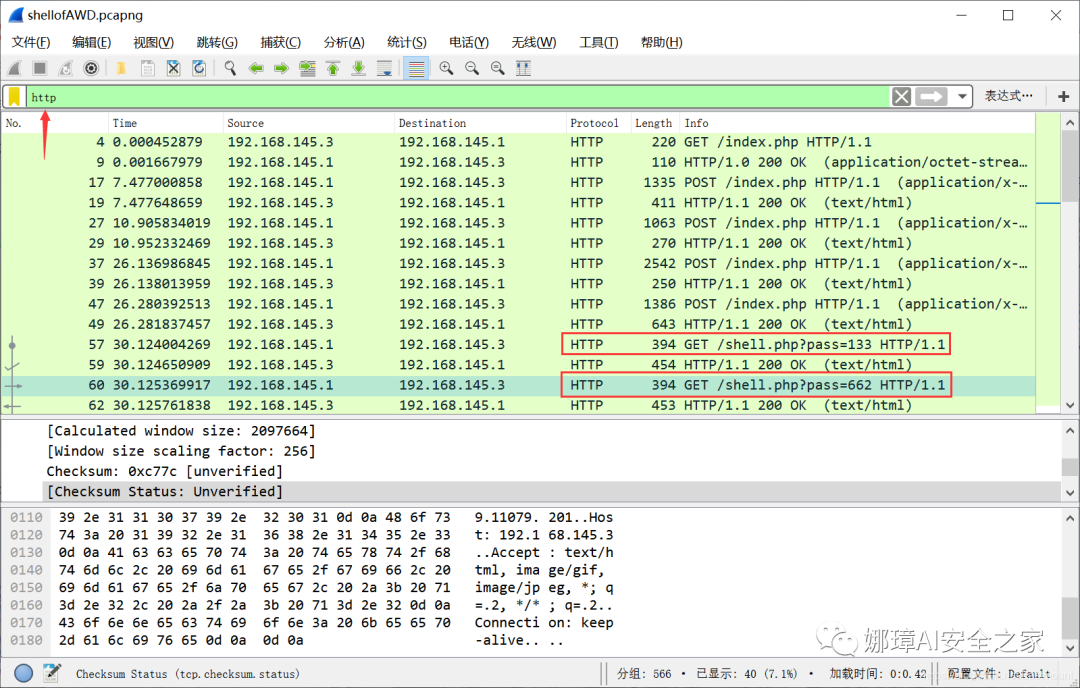 shellofAWD.pcapng
文件(F) 编辑(E) 视图(V) 跳转(G) 捕获(C) 分析(A) 统计(S) 电话(Y) 无线(W) 工具(T) 帮助(H)
http 表达式…
No. Time Source Destination Protocol Length Info
4 0.000452879 192.168.145.3 192.168.145.1 HTTP 220 GET /index.php HTTP/1.1
9 0.001667979 192.168.145.1 192.168.145.3 HTTP 110 HTTP/1.0 200 OK (application/octet-strea…
17 7.477000858 192.168.145.1 192.168.145.3 HTTP 1335 POST /index.php HTTP/1.1 (application/x-…
19 7.477648659 192.168.145.3 192.168.145.1 HTTP 411 HTTP/1.1 200 OK (text/html)
27 10.905834019 192.168.145.1 192.168.145.3 HTTP 1063 POST /index.php HTTP/1.1 (application/x-…
29 10.952332469 192.168.145.3 192.168.145.1 HTTP 270 HTTP/1.1 200 OK (text/html)
37 26.136986845 192.168.145.1 192.168.145.3 HTTP 2542 POST /index.php HTTP/1.1 (application/x-…
39 26.138013959 192.168.145.3 192.168.145.1 HTTP 250 HTTP/1.1 200 OK (text/html)
47 26.280392513 192.168.145.1 192.168.145.3 HTTP 1386 POST /index.php HTTP/1.1 (application/x-…
49 26.281837457 192.168.145.3 192.168.145.1 HTTP 643 HTTP/1.1 200 OK (text/html)
57 30.124004269 192.168.145.1 192.168.145.3 HTTP 394 GET /shell.php?pass=133 HTTP/1.1
59 30.124650909 192.168.145.3 192.168.145.1 HTTP 454 HTTP/1.1 200 OK (text/html)
60 30.125369917 192.168.145.1 192.168.145.3 HTTP 394 GET /shell.php?pass=662 HTTP/1.1
62 30.125761838 192.168.145.3 192.168.145.1 HTTP 453 HTTP/1.1 200 OK (text/html)
[Calculated window size: 2097664]
[Window size scaling factor: 256]
Checksum: 0xc77c [unverified]
[Checksum Status: Unverified]
0110 39 2e 31 31 30 37 39 2e 32 30 31 0d 0a 48 6f 73 9.11079. 201..Hos
0120 74 3a 20 31 39 32 2e 31 36 38 2e 31 34 35 2e 33 t: 192.1 68.145.3
0130 0d 0a 41 63 63 65 70 74 3a 20 74 65 78 74 2f 68 ..Accept : text/h
0140 74 6d 6c 2c 20 69 6d 61 67 65 2f 67 69 66 2c 20 tml, ima ge/gif,
0150 69 6d 61 67 65 2f 6a 70 65 67 2c 20 2a 3b 20 71 image/jp eg, *; q
0160 3d 2e 32 2c 20 2a 2f 2a 3b 20 71 3d 2e 32 0d 0a =.2, */* ; q=.2..
0170 43 6f 6e 6e 65 63 74 69 6f 6e 3a 20 6b 65 65 70 Connecti on: keep
0180 2d 61 6c 69 76 65 0d 0a 0d 0a -alive.. ..
娜璋AI安全之家
Checksum Status (tcp.checksum.status) 分组: 566 · 已显示: 40 (7.1%) · 加载时间: 0:0.42 配置文件: Default